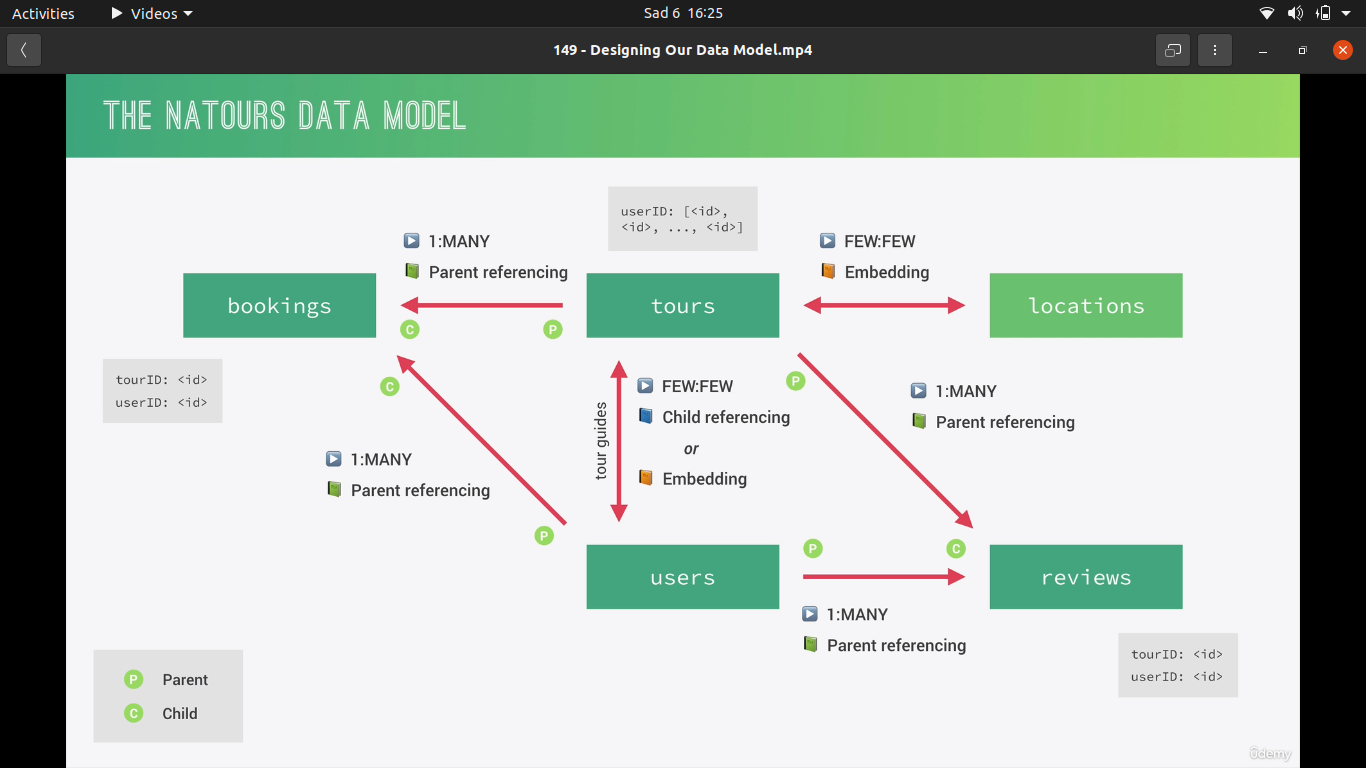 Activities
Videos
Sad 6 16:25
149 - Designing Our Data Model.mp4
THE NATOURS DATA MODEL
userID: [<id>,
<id>, ..., <id>]
1:MANY
Parent referencing
FEW:FEW
Embedding
bookings
tours
locations
C
P
tourID: <id>
userID: <id>
C
tour guides
FEW:FEW
Child referencing
or
Embedding
P
1:MANY
Parent referencing
1:MANY
Parent referencing
P
users
P
C
reviews
1:MANY
Parent referencing
tourID: <id>
userID: <id>
P Parent
C Child
ûdemy